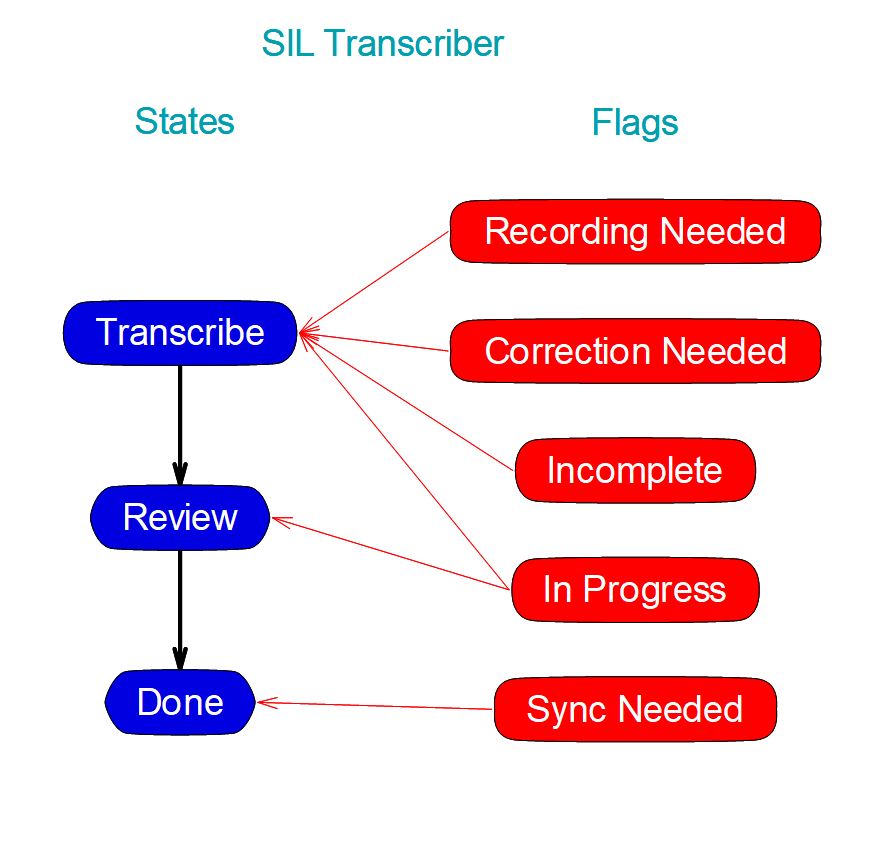 SIL Transcriber
States
Flags
Recording Needed
Transcribe
Correction Needed
Incomplete
Review
In Progress
Done
Sync Needed